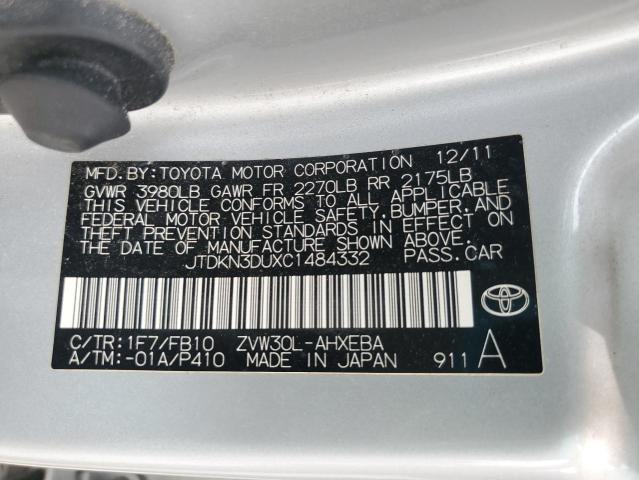 MFD. BY: TOYOTA MOTOR CORPORATION 12/11
GVWR 3980LB GAWR FR 2270LB RR 2175LB
THIS VEHICLE CONFORMS TO ALL APPLICABLE
FEDERAL MOTOR VEHICLE SAFETY, BUMPER, AND
THEFT PREVENTION STANDARDS IN EFFECT ON
THE DATE OF MANUFACTURE SHOWN ABOVE.
JTDKN3DUXC1484332 PASS. CAR
C/TR: 1F7/FB10 ZVW30L-AHXEBA
A/TM: -01A/P410 MADE IN JAPAN 911 A